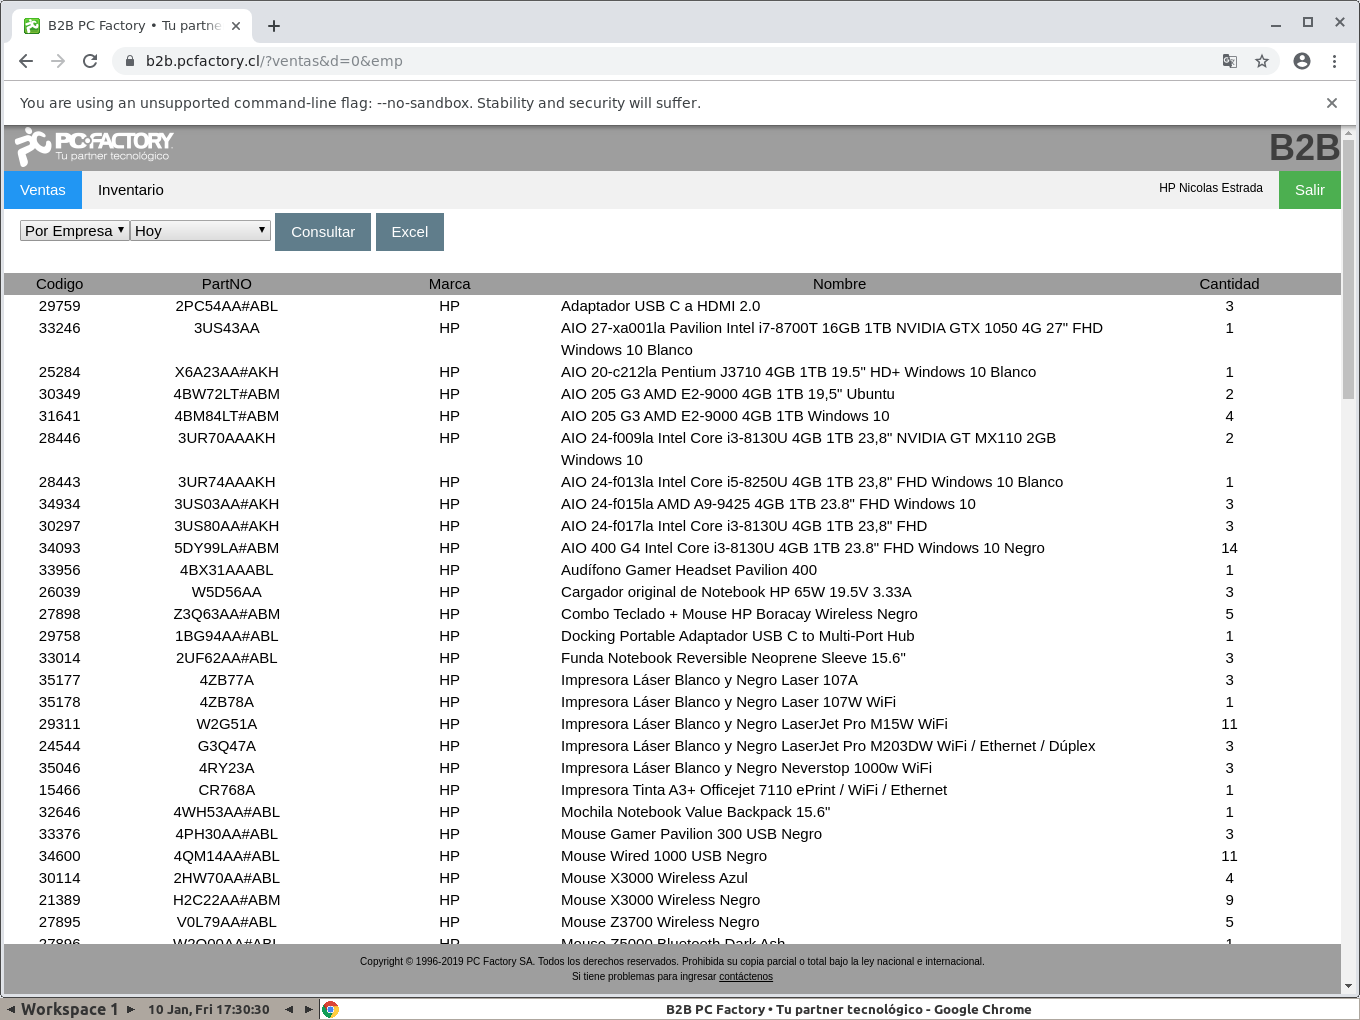 B2B PC Factory • Tu partne
b2b.pcfactory.cl/?ventas&d=0&emp
You are using an unsupported command-line flag: --no-sandbox. Stability and security will suffer.
PC FACTORY
Tu partner tecnológico
B2B
Ventas Inventario HP Nicolas Estrada Salir
Por Empresa Hoy Consultar Excel
Codigo PartNO Marca Nombre Cantidad
29759 2PC54AA#ABL HP Adaptador USB C a HDMI 2.0 3
33246 3US43AA HP AIO 27-xa001la Pavilion Intel i7-8700T 16GB 1TB NVIDIA GTX 1050 4G 27" FHD 1
Windows 10 Blanco
25284 X6A23AA#AKH HP AIO 20-c212la Pentium J3710 4GB 1TB 19.5" HD+ Windows 10 Blanco 1
30349 4BW72LT#ABM HP AIO 205 G3 AMD E2-9000 4GB 1TB 19,5" Ubuntu 2
31641 4BM84LT#ABM HP AIO 205 G3 AMD E2-9000 4GB 1TB Windows 10 4
28446 3UR70AAAKH HP AIO 24-f009la Intel Core i3-8130U 4GB 1TB 23,8" NVIDIA GT MX110 2GB 2
Windows 10
28443 3UR74AAAKH HP AIO 24-f013la Intel Core i5-8250U 4GB 1TB 23,8" FHD Windows 10 Blanco 1
34934 3US03AA#AKH HP AIO 24-f015la AMD A9-9425 4GB 1TB 23.8" FHD Windows 10 3
30297 3US80AA#AKH HP AIO 24-f017la Intel Core i3-8130U 4GB 1TB 23,8" FHD 3
34093 5DY99LA#ABM HP AIO 400 G4 Intel Core i3-8130U 4GB 1TB 23.8" FHD Windows 10 Negro 14
33956 4BX31AAABL HP Audífono Gamer Headset Pavilion 400 1
26039 W5D56AA HP Cargador original de Notebook HP 65W 19.5V 3.33A 3
27898 Z3Q63AA#ABM HP Combo Teclado + Mouse HP Boracay Wireless Negro 5
29758 1BG94AA#ABL HP Docking Portable Adaptador USB C to Multi-Port Hub 1
33014 2UF62AA#ABL HP Funda Notebook Reversible Neoprene Sleeve 15.6" 3
35177 4ZB77A HP Impresora Láser Blanco y Negro Laser 107A 3
35178 4ZB78A HP Impresora Láser Blanco y Negro Laser 107W WiFi 1
29311 W2G51A HP Impresora Láser Blanco y Negro LaserJet Pro M15W WiFi 11
24544 G3Q47A HP Impresora Láser Blanco y Negro LaserJet Pro M203DW WiFi / Ethernet / Dúplex 3
35046 4RY23A HP Impresora Láser Blanco y Negro Neverstop 1000w WiFi 3
15466 CR768A HP Impresora Tinta A3+ Officejet 7110 ePrint / WiFi / Ethernet 1
32646 4WH53AA#ABL HP Mochila Notebook Value Backpack 15.6" 1
33376 4PH30AA#ABL HP Mouse Gamer Pavilion 300 USB Negro 3
34600 4QM14AA#ABL HP Mouse Wired 1000 USB Negro 11
30114 2HW70AA#ABL HP Mouse X3000 Wireless Azul 4
21389 H2C22AA#ABM HP Mouse X3000 Wireless Negro 9
27895 V0L79AA#ABL HP Mouse Z3700 Wireless Negro 5
27896 W2Q00AA#ABL HP Mouse Z5000 Bluetooth Dark Ash 1
Copyright © 1996-2019 PC Factory SA. Todos los derechos reservados. Prohibida su copia parcial o total bajo la ley nacional e internacional.
Si tiene problemas para ingresar contáctenos
Workspace 1 10 Jan, Fri 17:30:30 B2B PC Factory • Tu partner tecnológico - Google Chrome